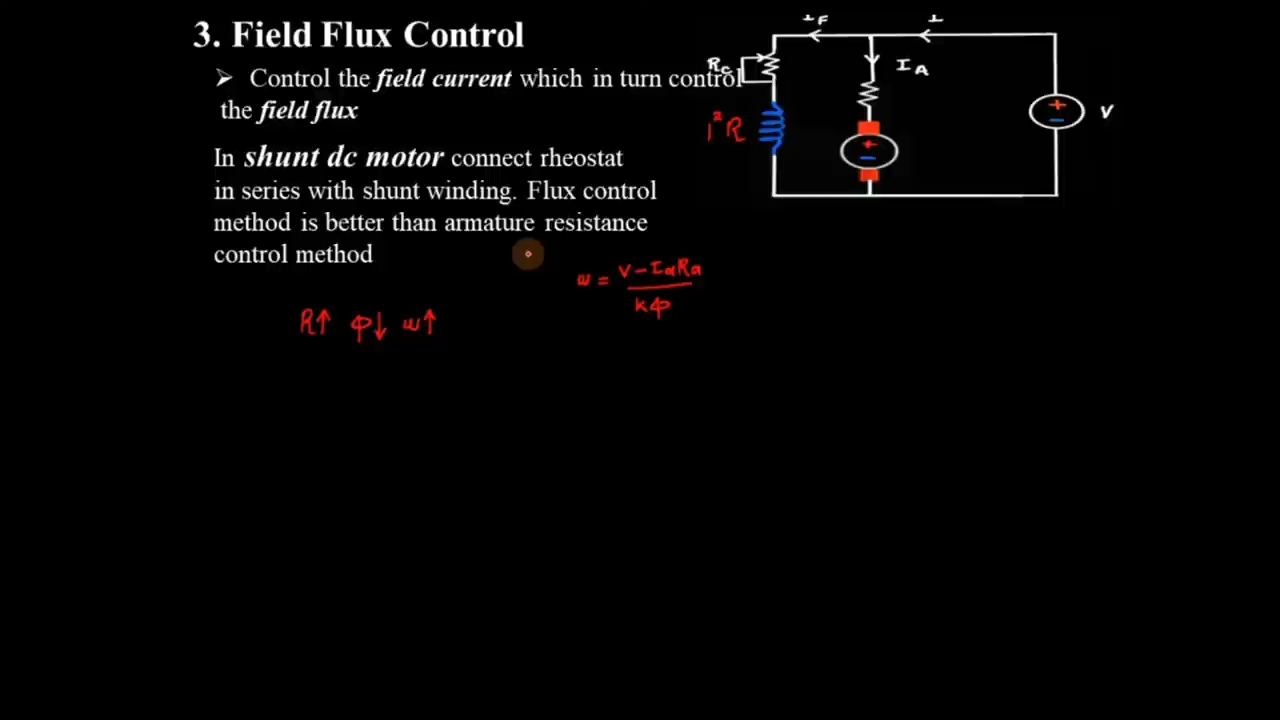 3. Field Flux Control
➢ Control the field current which in turn control
the field flux
In shunt dc motor connect rheostat
in series with shunt winding. Flux control
method is better than armature resistance
control method
R↑ φ↓ w↑
w = V - IaRa / kφ
IF
I
Rc
IA
I²R
+
-
+
-
V